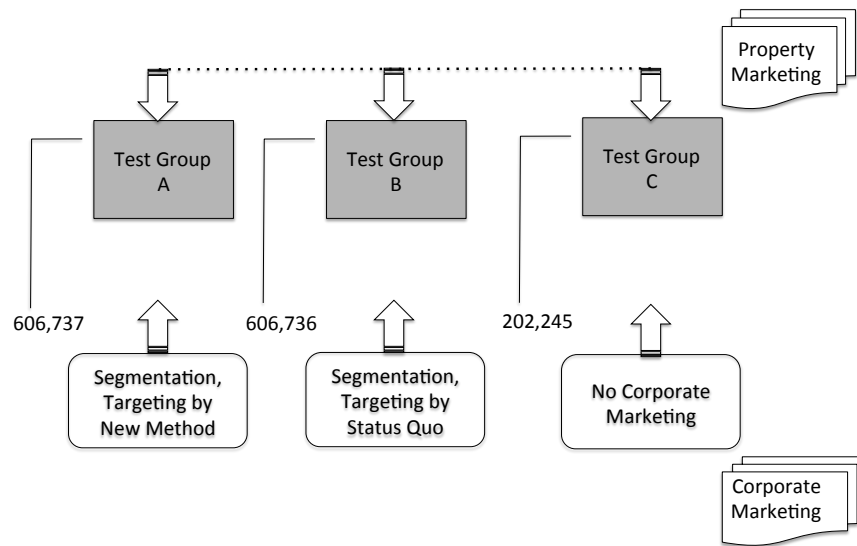 Property
Marketing
Test Group
A
Test Group
B
Test Group
C
606,737
606,736
202,245
Segmentation,
Targeting by
New Method
Segmentation,
Targeting by
Status Quo
No Corporate
Marketing
Corporate
Marketing